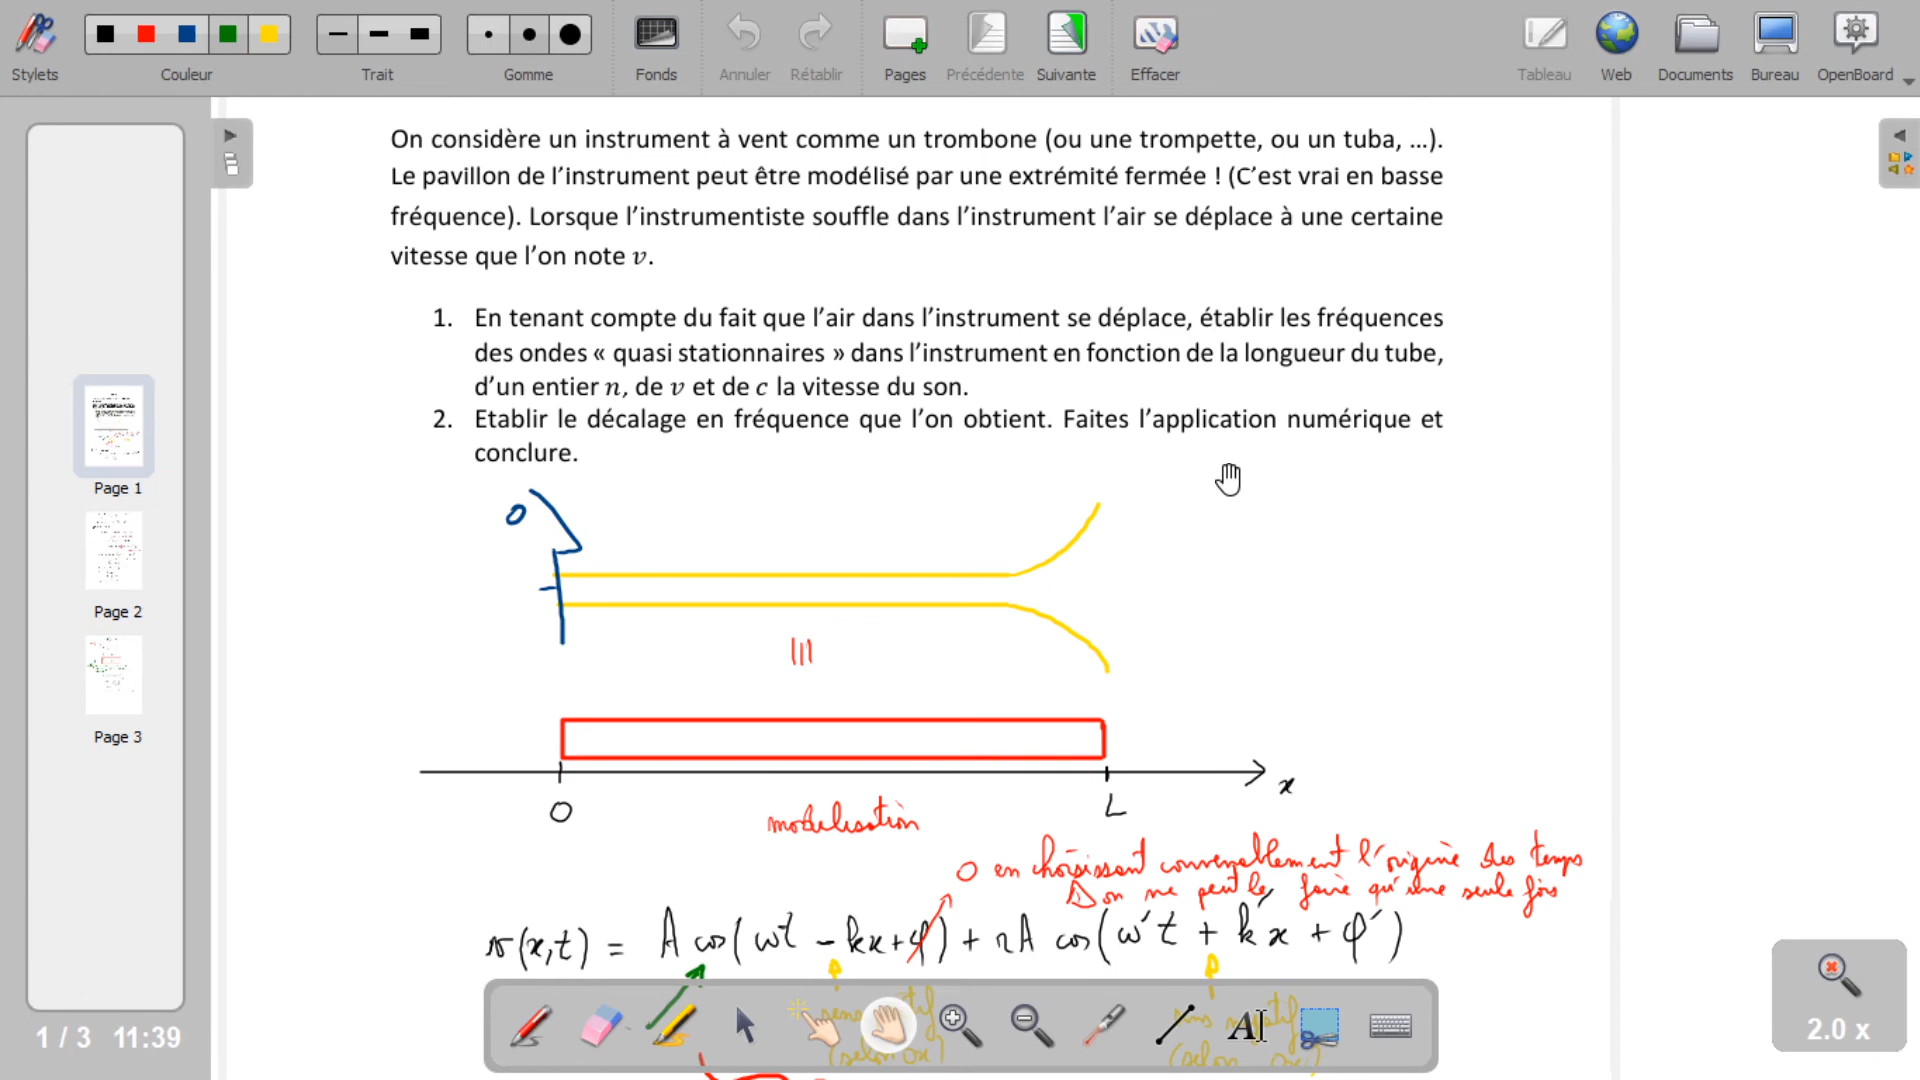 Stylets Couleur Trait Gomme Fonds Annuler Rétablir Pages Précédente Suivante Effacer Tableau Web Documents Bureau OpenBoard
On considère un instrument à vent comme un trombone (ou une trompette, ou un tuba, …).
Le pavillon de l’instrument peut être modélisé par une extrémité fermée ! (C’est vrai en basse
fréquence). Lorsque l’instrumentiste souffle dans l’instrument l’air se déplace à une certaine
vitesse que l’on note v.
1. En tenant compte du fait que l’air dans l’instrument se déplace, établir les fréquences
des ondes « quasi stationnaires » dans l’instrument en fonction de la longueur du tube,
d’un entier n, de v et de c la vitesse du son.
2. Etablir le décalage en fréquence que l’on obtient. Faites l’application numérique et
conclure.
Page 1
Page 2
Page 3
O L x
modélisation
0 en choisissant convenablement l'origine des temps
⚠ on ne peut le faire qu'une seule fois
v(x,t) = A cos(ωt - kx + φ) + rA cos(ω't + k'x + φ')
(selon Ox)
(selon Ox)
1 / 3 11:39
2.0 x